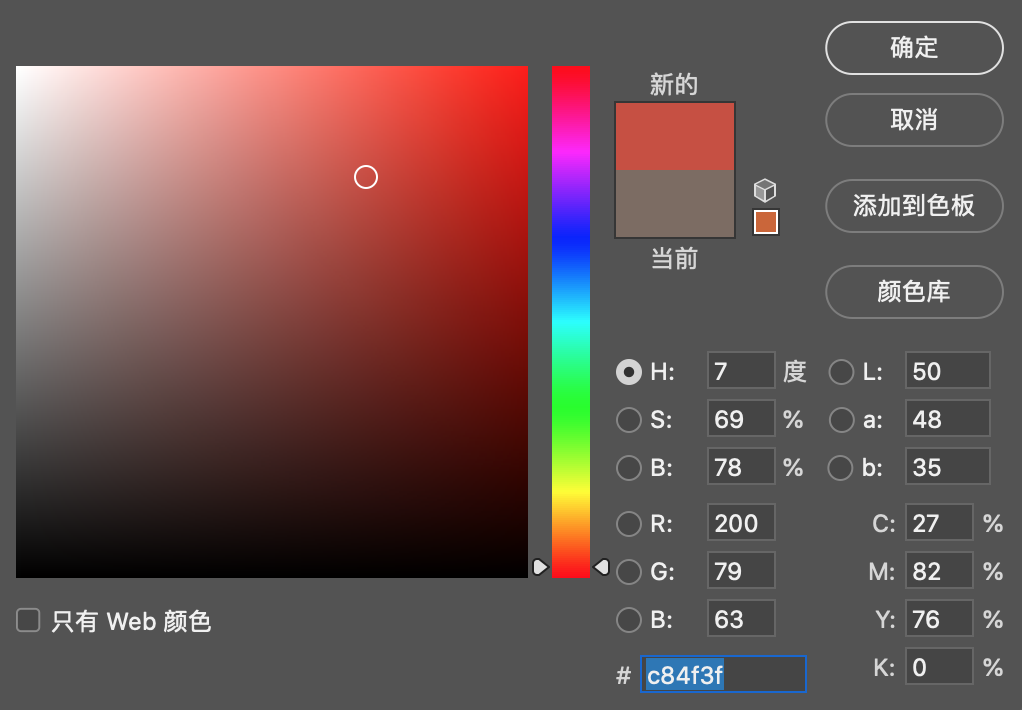 确定
新的
取消
添加到色板
当前
颜色库
H: 7 度 L: 50
S: 69 % a: 48
B: 78 % b: 35
R: 200 C: 27 %
G: 79 M: 82 %
只有 Web 颜色 B: 63 Y: 76 %
# c84f3f K: 0 %